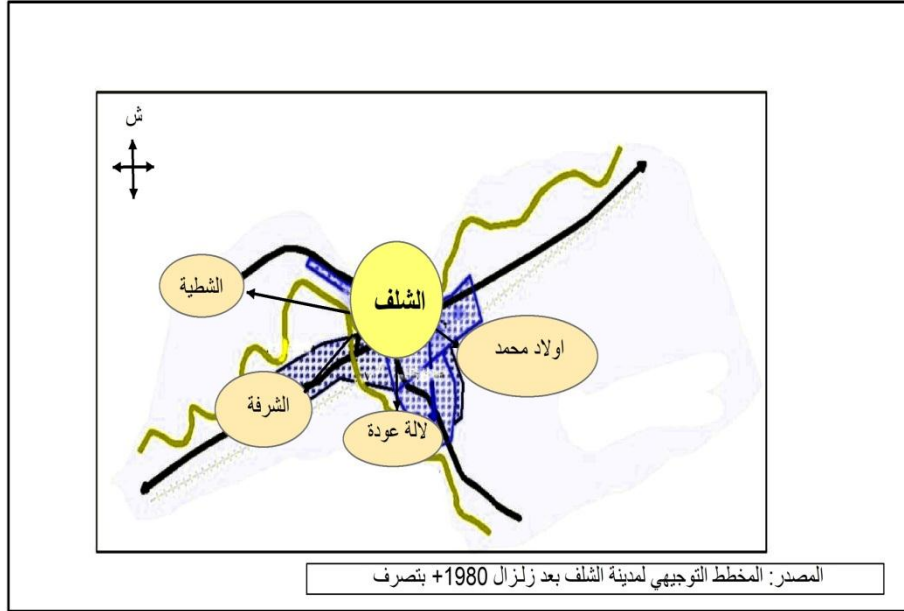 ش
الشطية
الشلف
اولاد محمد
الشرفة
لالة عودة
المصدر: المخطط التوجيهي لمدينة الشلف بعد زلزال 1980+ بتصرف